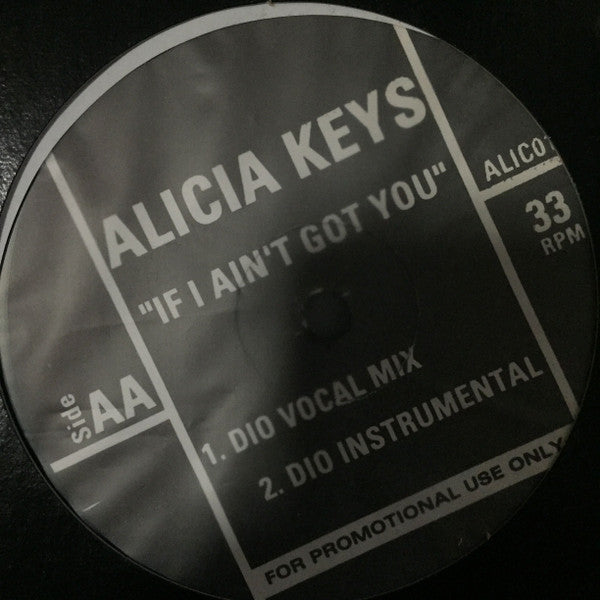 ALICIA KEYS
"IF I AIN'T GOT YOU"
1. DIO VOCAL MIX
2. DIO INSTRUMENTAL
Side AA
33
RPM
FOR PROMOTIONAL USE ONLY